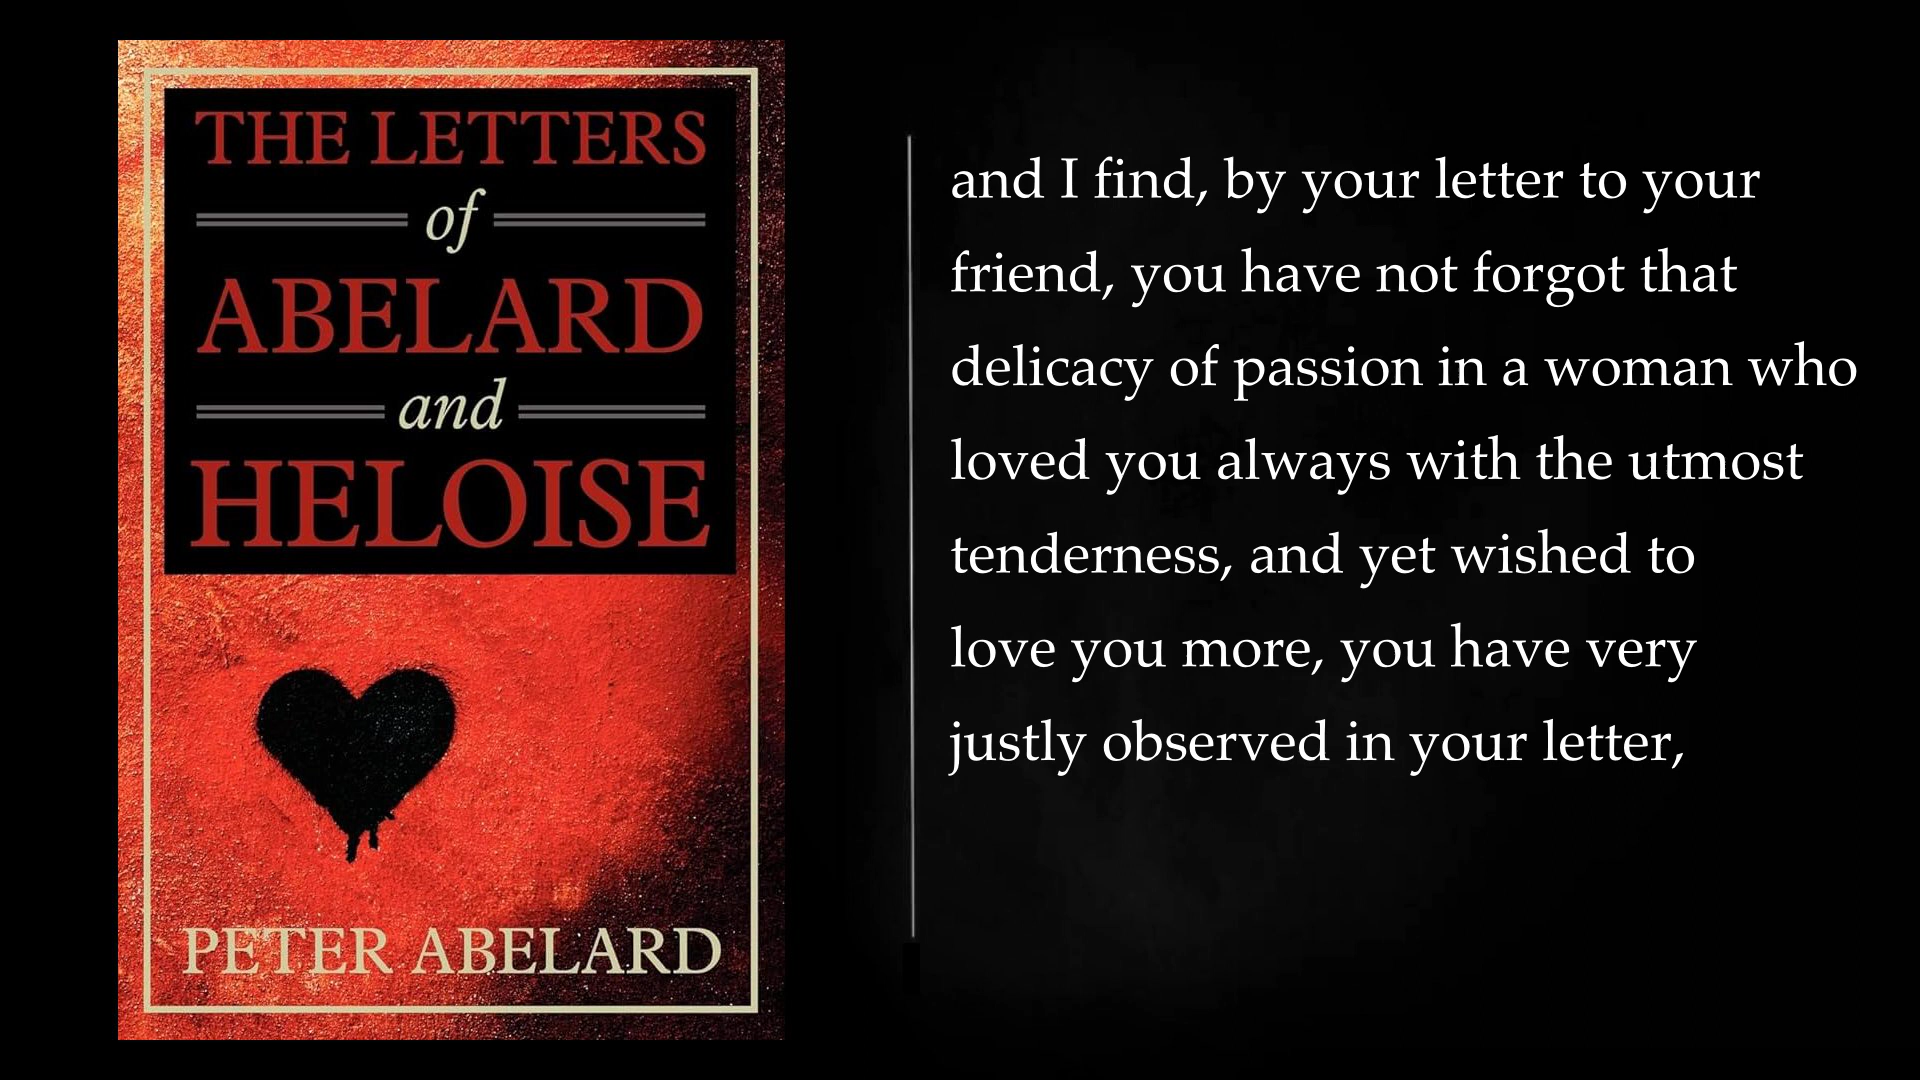 THE LETTERS
of
ABELARD
and
HELOISE
PETER ABELARD
and I find, by your letter to your
friend, you have not forgot that
delicacy of passion in a woman who
loved you always with the utmost
tenderness, and yet wished to
love you more, you have very
justly observed in your letter,